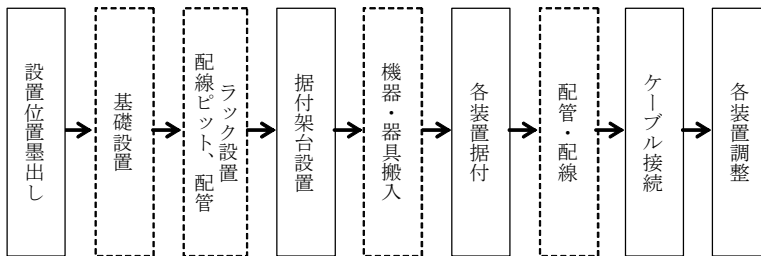 設置位置墨出し
基礎設置
ラック設置
配線ピット、配管
据付架台設置
機器・器具搬入
各装置据付
配管・配線
ケーブル接続
各装置調整